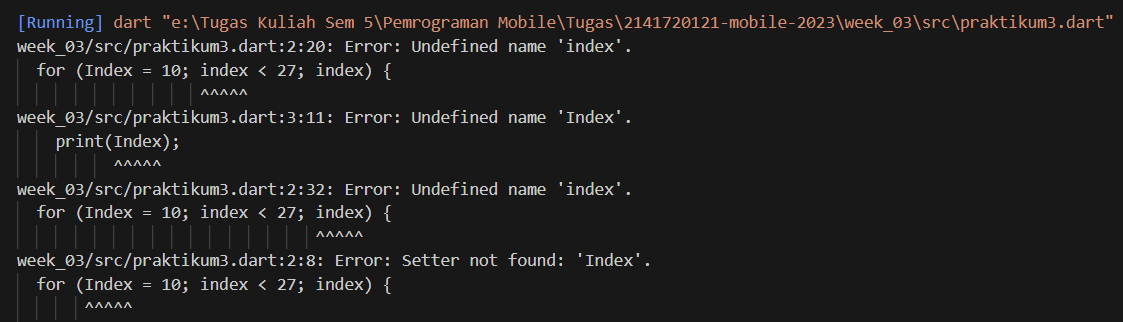 [Running] dart "e:\Tugas Kuliah Sem 5\Pemrograman Mobile\Tugas\2141720121-mobile-2023\week_03\src\praktikum3.dart"
week_03/src/praktikum3.dart:2:20: Error: Undefined name 'index'.
  for (Index = 10; index < 27; index) {
                   ^^^^^
week_03/src/praktikum3.dart:3:11: Error: Undefined name 'Index'.
    print(Index);
          ^^^^^
week_03/src/praktikum3.dart:2:32: Error: Undefined name 'index'.
  for (Index = 10; index < 27; index) {
                               ^^^^^
week_03/src/praktikum3.dart:2:8: Error: Setter not found: 'Index'.
  for (Index = 10; index < 27; index) {
       ^^^^^